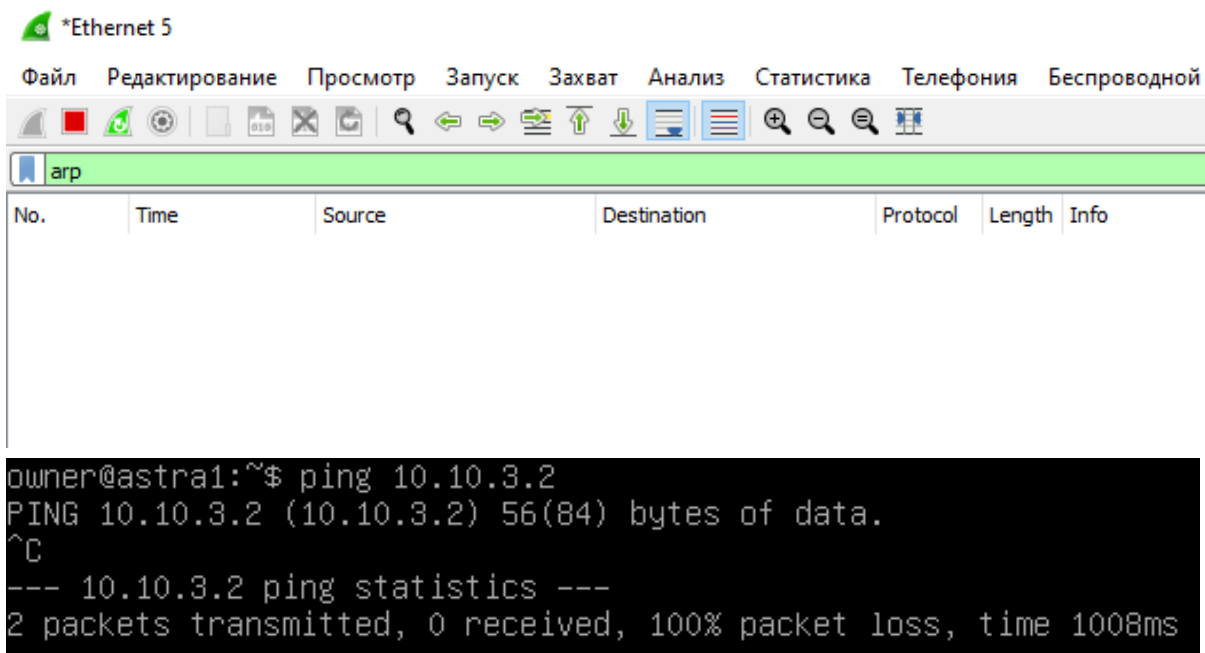 *Ethernet 5
Файл Редактирование Просмотр Запуск Захват Анализ Статистика Телефония Беспроводной
arp
No. Time Source Destination Protocol Length Info
owner@astra1:~$ ping 10.10.3.2
PING 10.10.3.2 (10.10.3.2) 56(84) bytes of data.
^C
--- 10.10.3.2 ping statistics ---
2 packets transmitted, 0 received, 100% packet loss, time 1008ms